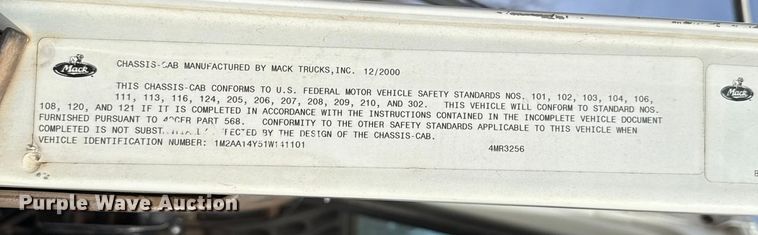 Mack
CHASSIS-CAB MANUFACTURED BY MACK TRUCKS,INC. 12/2000
Mack
THIS CHASSIS-CAB CONFORMS TO U.S. FEDERAL MOTOR VEHICLE SAFETY STANDARDS NOS. 101, 102, 103, 104, 106,
111, 113, 116, 124, 205, 206, 207, 208, 209, 210, AND 302. THIS VEHICLE WILL CONFORM TO STANDARD NOS.
108, 120, AND 121 IF IT IS COMPLETED IN ACCORDANCE WITH THE INSTRUCTIONS CONTAINED IN THE INCOMPLETE VEHICLE DOCUMENT
FURNISHED PURSUANT TO PART 568. CONFORMITY TO THE OTHER SAFETY STANDARDS APPLICABLE TO THIS VEHICLE WHEN
COMPLETED IS NOT BY THE DESIGN OF THE CHASSIS-CAB.
VEHICLE IDENTIFICATION NUMBER: 1M2AA14Y51W141101
4MR3256
Purple Wave Auction